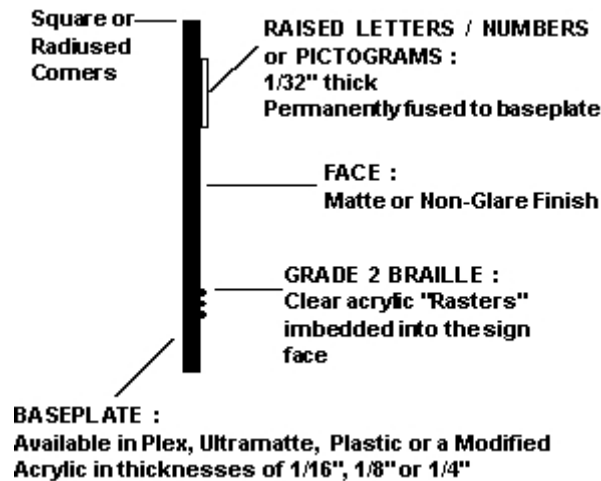 Square or
Radiused
Corners
RAISED LETTERS / NUMBERS
or PICTOGRAMS :
1/32" thick
Permanently fused to baseplate
FACE :
Matte or Non-Glare Finish
GRADE 2 BRAILLE :
Clear acrylic "Rasters"
imbedded into the sign
face
BASEPLATE :
Available in Plex, Ultramatte, Plastic or a Modified
Acrylic in thicknesses of 1/16", 1/8" or 1/4"